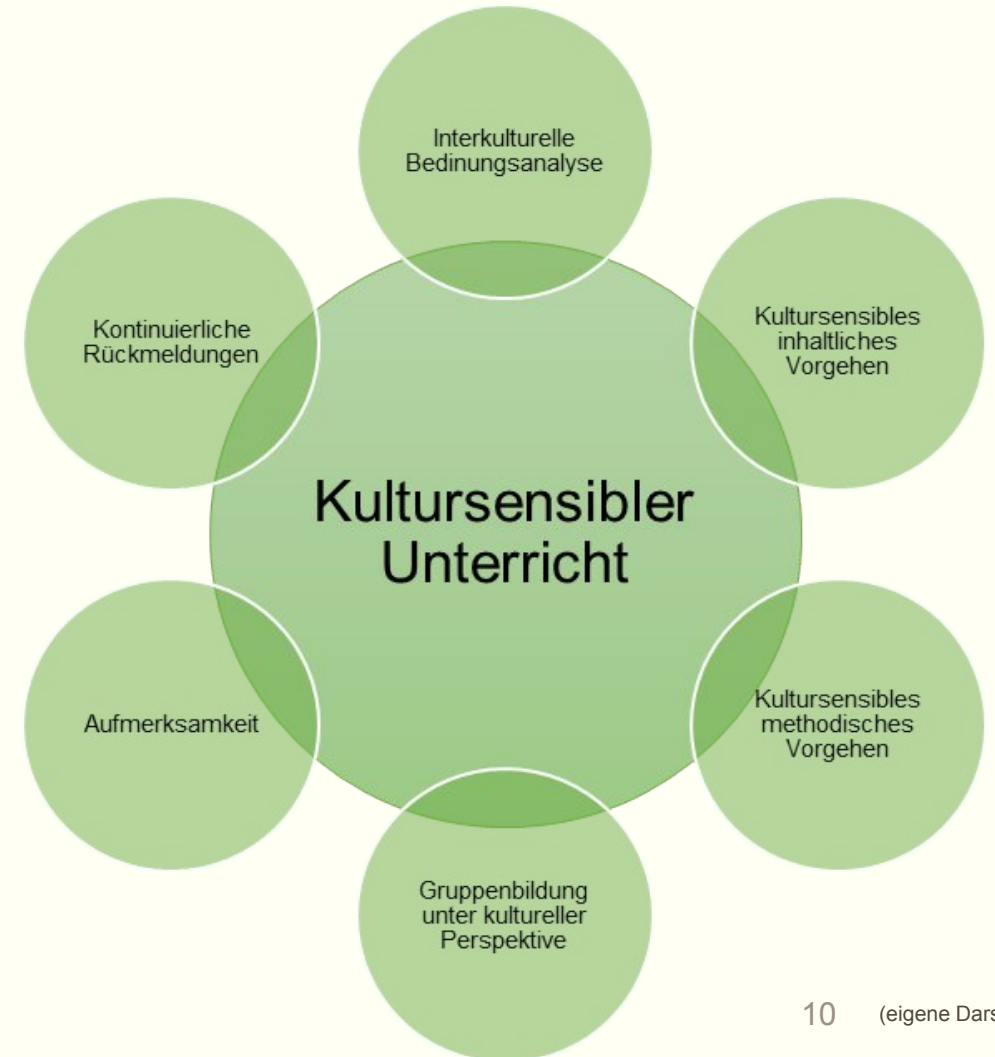 Interkulturelle
Bedinungsanalyse
Kultursensibles
inhaltliches
Vorgehen
Kultursensibles
methodisches
Vorgehen
Gruppenbildung
unter kultureller
Perspektive
Aufmerksamkeit
Kontinuierliche
Rückmeldungen
Kultursensibler
Unterricht
10 (eigene Dars